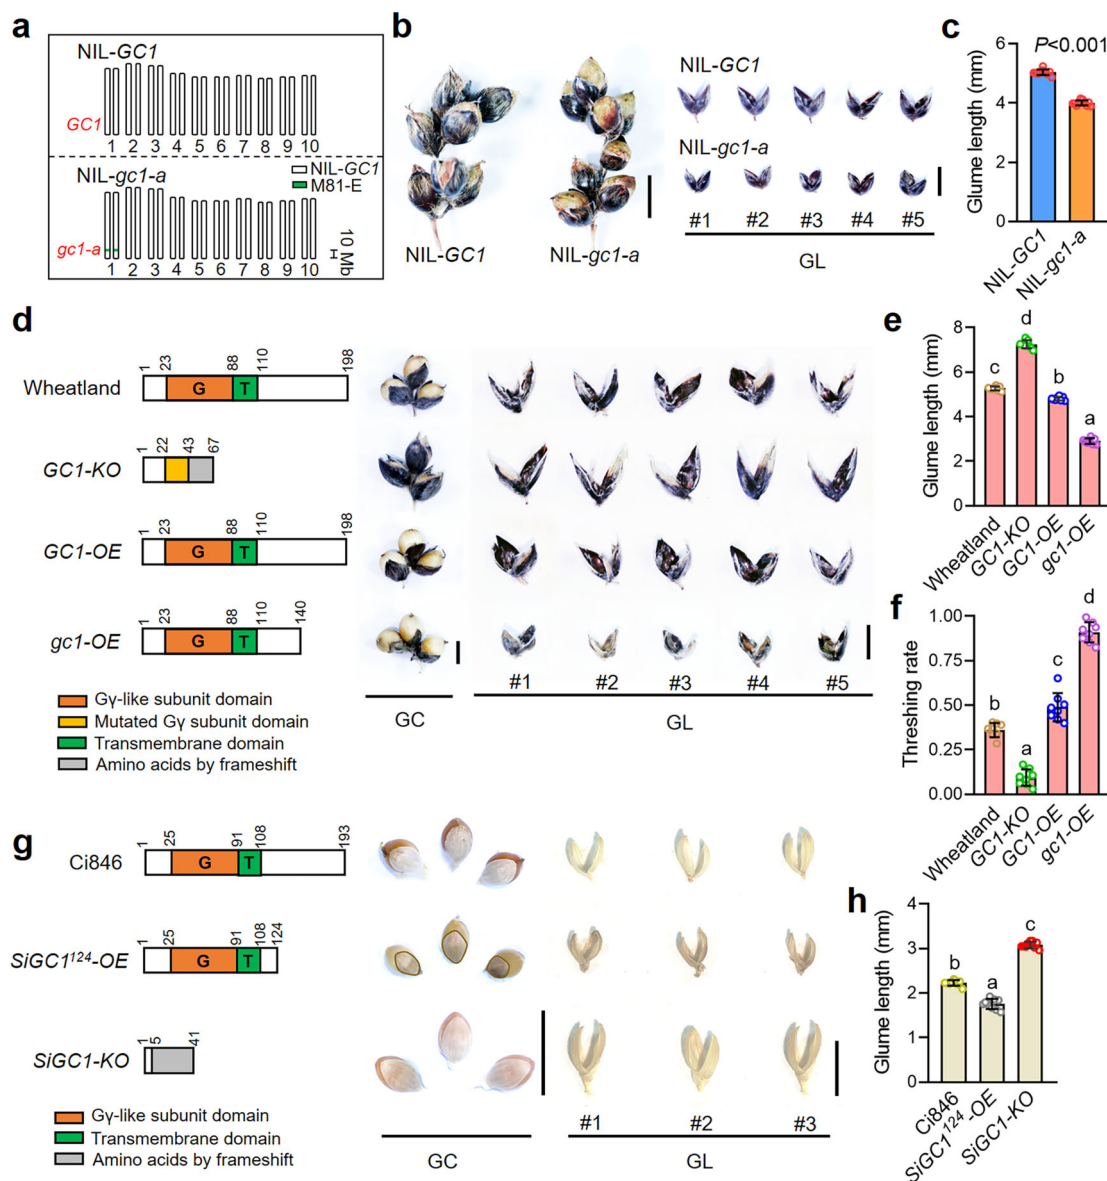 a
NIL-GC1
GC1
1 2 3 4 5 6 7 8 9 10
NIL-gc1-a
NIL-GC1
M81-E
gc1-a
1 2 3 4 5 6 7 8 9 10
10 Mb
b
NIL-GC1
NIL-gc1-a
NIL-GC1
NIL-gc1-a
#1 #2 #3 #4 #5
GL
c
P<0.001
Glume length (mm)
6
4
2
0
NIL-GC1
NIL-gc1-a
d
Wheatland
1 23 88 110 198
G T
GC1-KO
1 22 43 67
GC1-OE
1 23 88 110 198
G T
gc1-OE
1 23 88 110 140
G T
Gγ-like subunit domain
Mutated Gγ subunit domain
Transmembrane domain
Amino acids by frameshift
GC
#1 #2 #3 #4 #5
GL
e
Glume length (mm)
8
6
4
2
0
c d b a
Wheatland
GC1-KO
GC1-OE
gc1-OE
f
Threshing rate
1.00
0.75
0.50
0.25
0.00
b a c d
Wheatland
GC1-KO
GC1-OE
gc1-OE
g
Ci846
1 25 91 108 193
G T
SiGC1¹²⁴-OE
1 25 91 108 124
G T
SiGC1-KO
1 5 41
Gγ-like subunit domain
Transmembrane domain
Amino acids by frameshift
GC
#1 #2 #3
GL
h
Glume length (mm)
4
3
2
1
0
b a c
Ci846
SiGC1¹²⁴-OE
SiGC1-KO